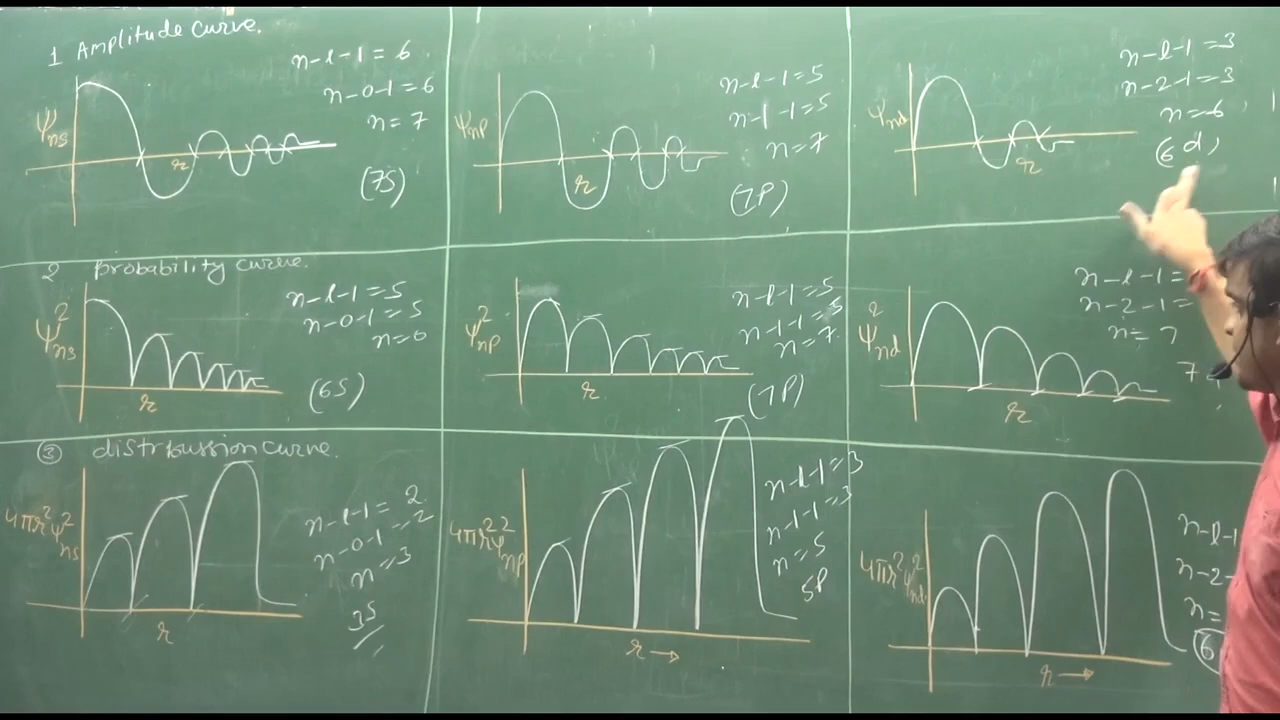 1 Amplitude curve.
ψns
r
n-l-1=6
n-0-1=6
n=7
(7S)
ψnp
r
n-l-1=5
n-1-1=5
n=7
(7P)
ψnd
r
n-l-1=3
n-2-1=3
n=6
(6d)
2 probability curve.
ψ²ns
r
n-l-1=5
n-0-1=5
n=6
(6S)
ψ²np
r
n-l-1=5
n-1-1=5
n=7
(7P)
ψ²nd
r
n-l-1=
n-2-1=
n=7
7
③ distribussion curve.
4πr²ψ²ns
r
n-l-1=2
n-0-1=2
n=3
3S
4πr²ψ²np
r→
n-l-1=3
n-1-1=3
n=5
5P
4πr²ψ²nd
r→
n-l-1
n-2-
n=
6